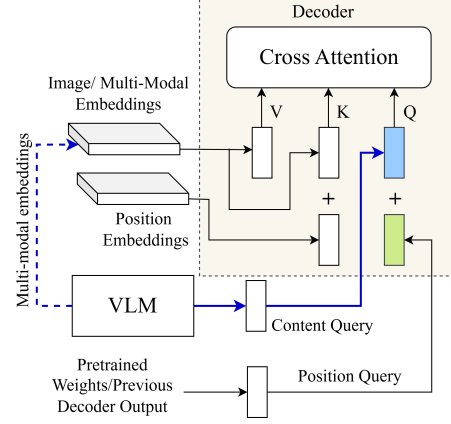 Decoder
Cross Attention
Image/ Multi-Modal
Embeddings
V
K
Q
Multi-modal embeddings
+
+
Position
Embeddings
VLM
Content Query
Pretrained
Weights/Previous
Decoder Output
Position Query